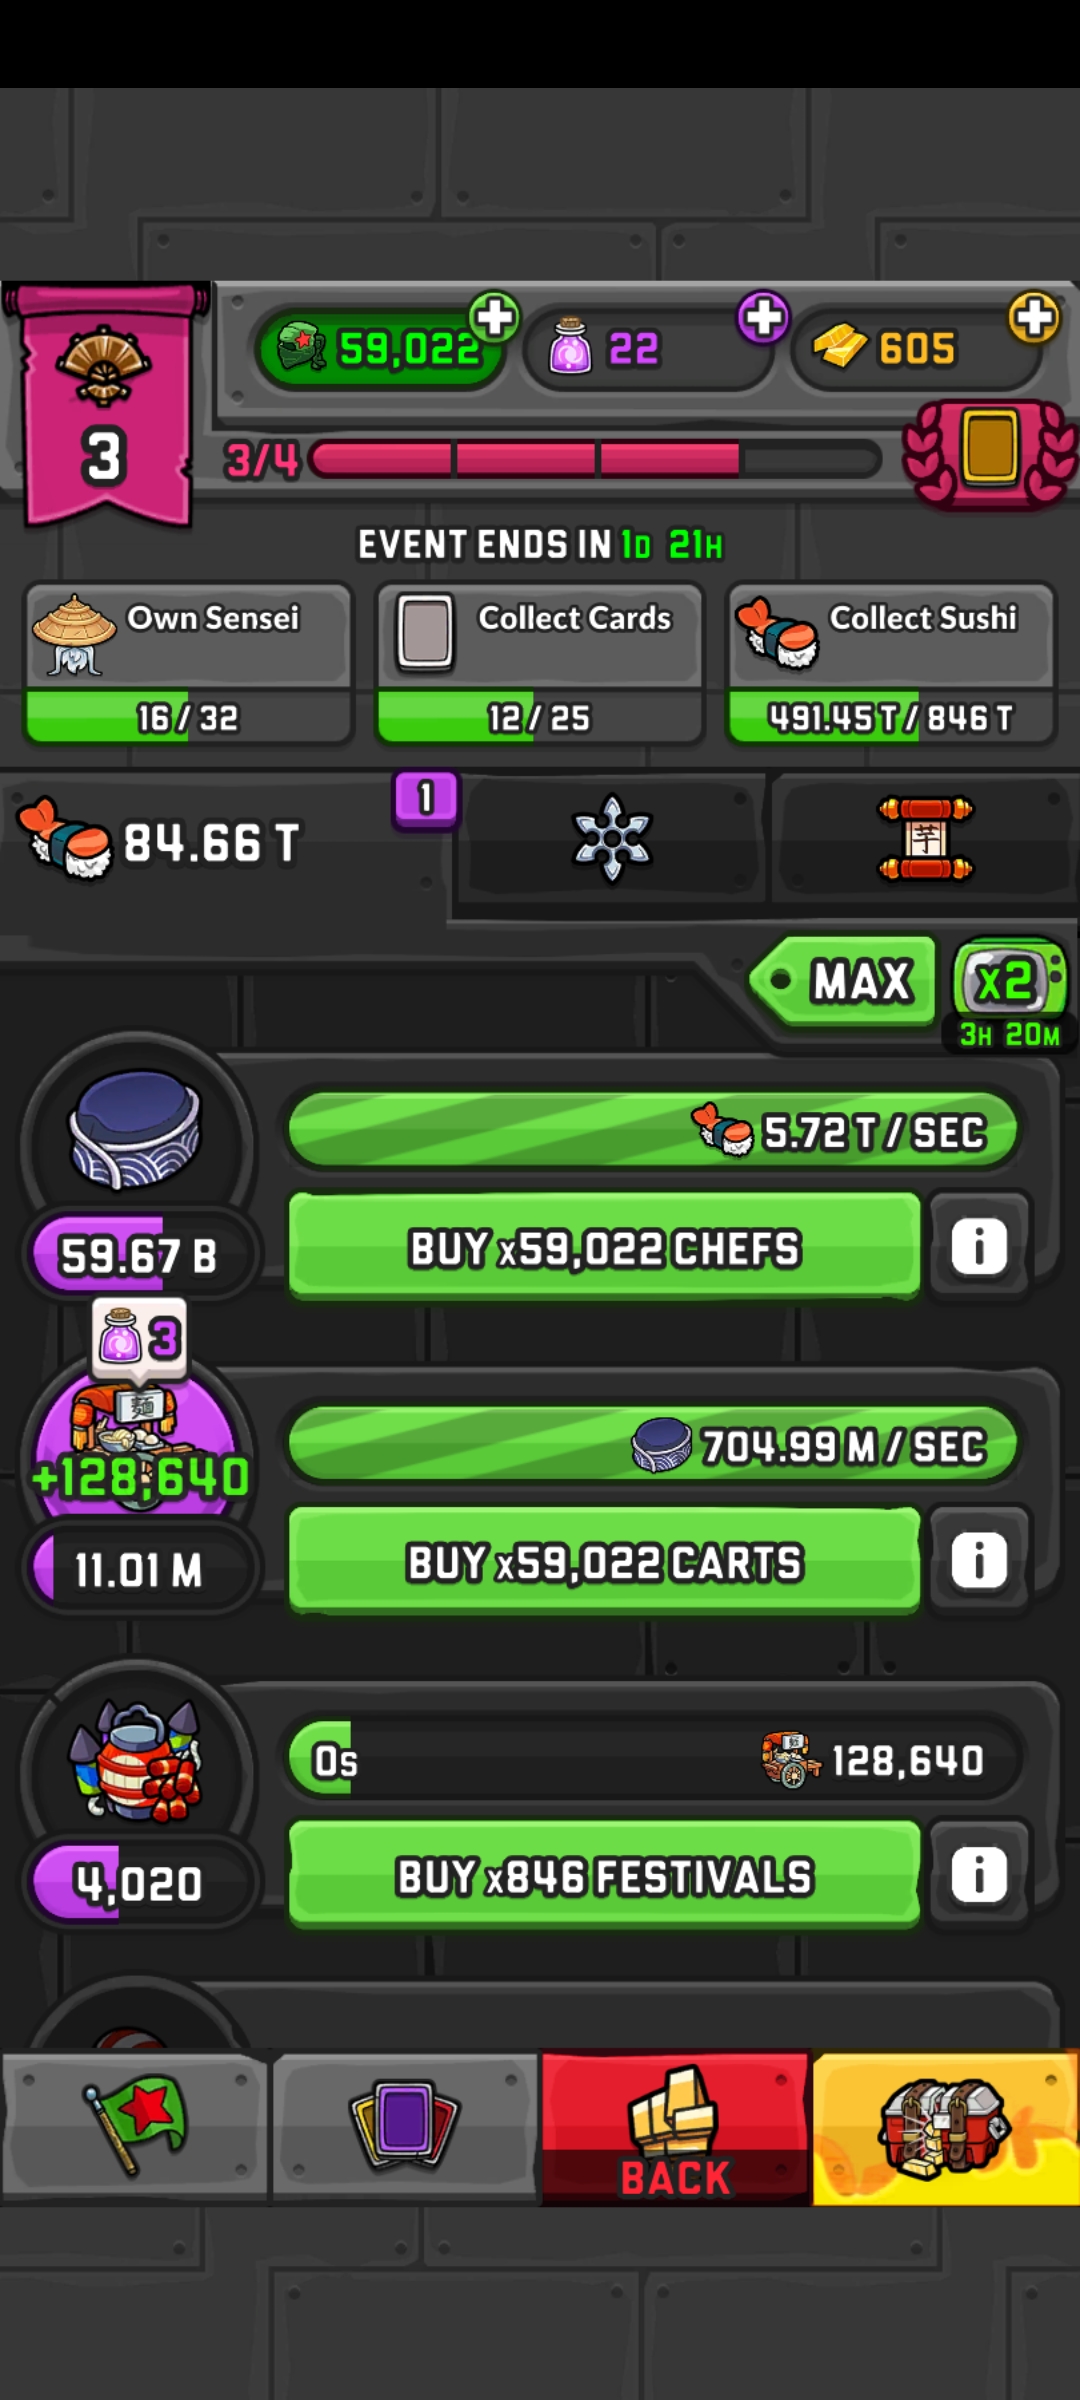 59,022
22
605
3
3/4
EVENT ENDS IN 1D 21H
Own Sensei
Collect Cards
Collect Sushi
16 / 32
12 / 25
491.45 T / 846 T
84.66 T
1
芋
MAX
x2
3H 20M
5.72 T / SEC
59.67 B
BUY x59,022 CHEFS
i
3
麺
+128,640
704.99 M / SEC
11.01 M
BUY x59,022 CARTS
i
0s
128,640
4,020
BUY x846 FESTIVALS
i
BACK